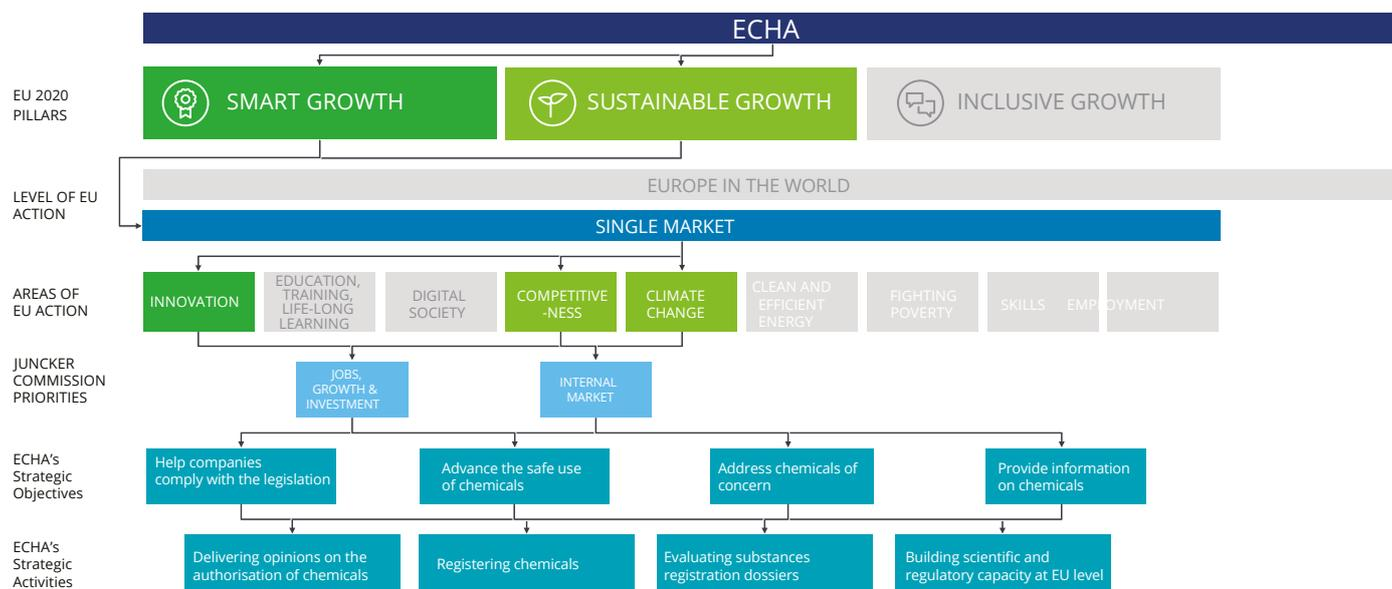 ECHA
EU 2020
PILLARS
SMART GROWTH
SUSTAINABLE GROWTH
INCLUSIVE GROWTH
LEVEL OF EU
ACTION
EUROPE IN THE WORLD
SINGLE MARKET
AREAS OF
EU ACTION
INNOVATION
EDUCATION,
TRAINING,
LIFE-LONG
LEARNING
DIGITAL
SOCIETY
COMPETITIVE
-NESS
CLIMATE
CHANGE
CLEAN AND
EFFICIENT
ENERGY
FIGHTING
POVERTY
SKILLS
EMPLOYMENT
JUNCKER
COMMISSION
PRIORITIES
JOBS,
GROWTH &
INVESTMENT
INTERNAL
MARKET
ECHA’s
Strategic
Objectives
Help companies
comply with the legislation
Advance the safe use
of chemicals
Address chemicals of
concern
Provide information
on chemicals
ECHA’s
Strategic
Activities
Delivering opinions on the
authorisation of chemicals
Registering chemicals
Evaluating substances
registration dossiers
Building scientific and
regulatory capacity at EU level